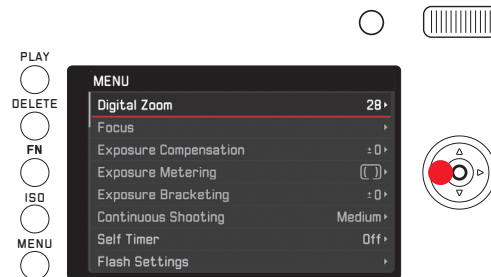 PLAY
DELETE
FN
ISO
MENU
MENU
Digital Zoom 28
Focus
Exposure Compensation ±0
Exposure Metering
Exposure Bracketing ±0
Continuous Shooting Medium
Self Timer Off
Flash Settings